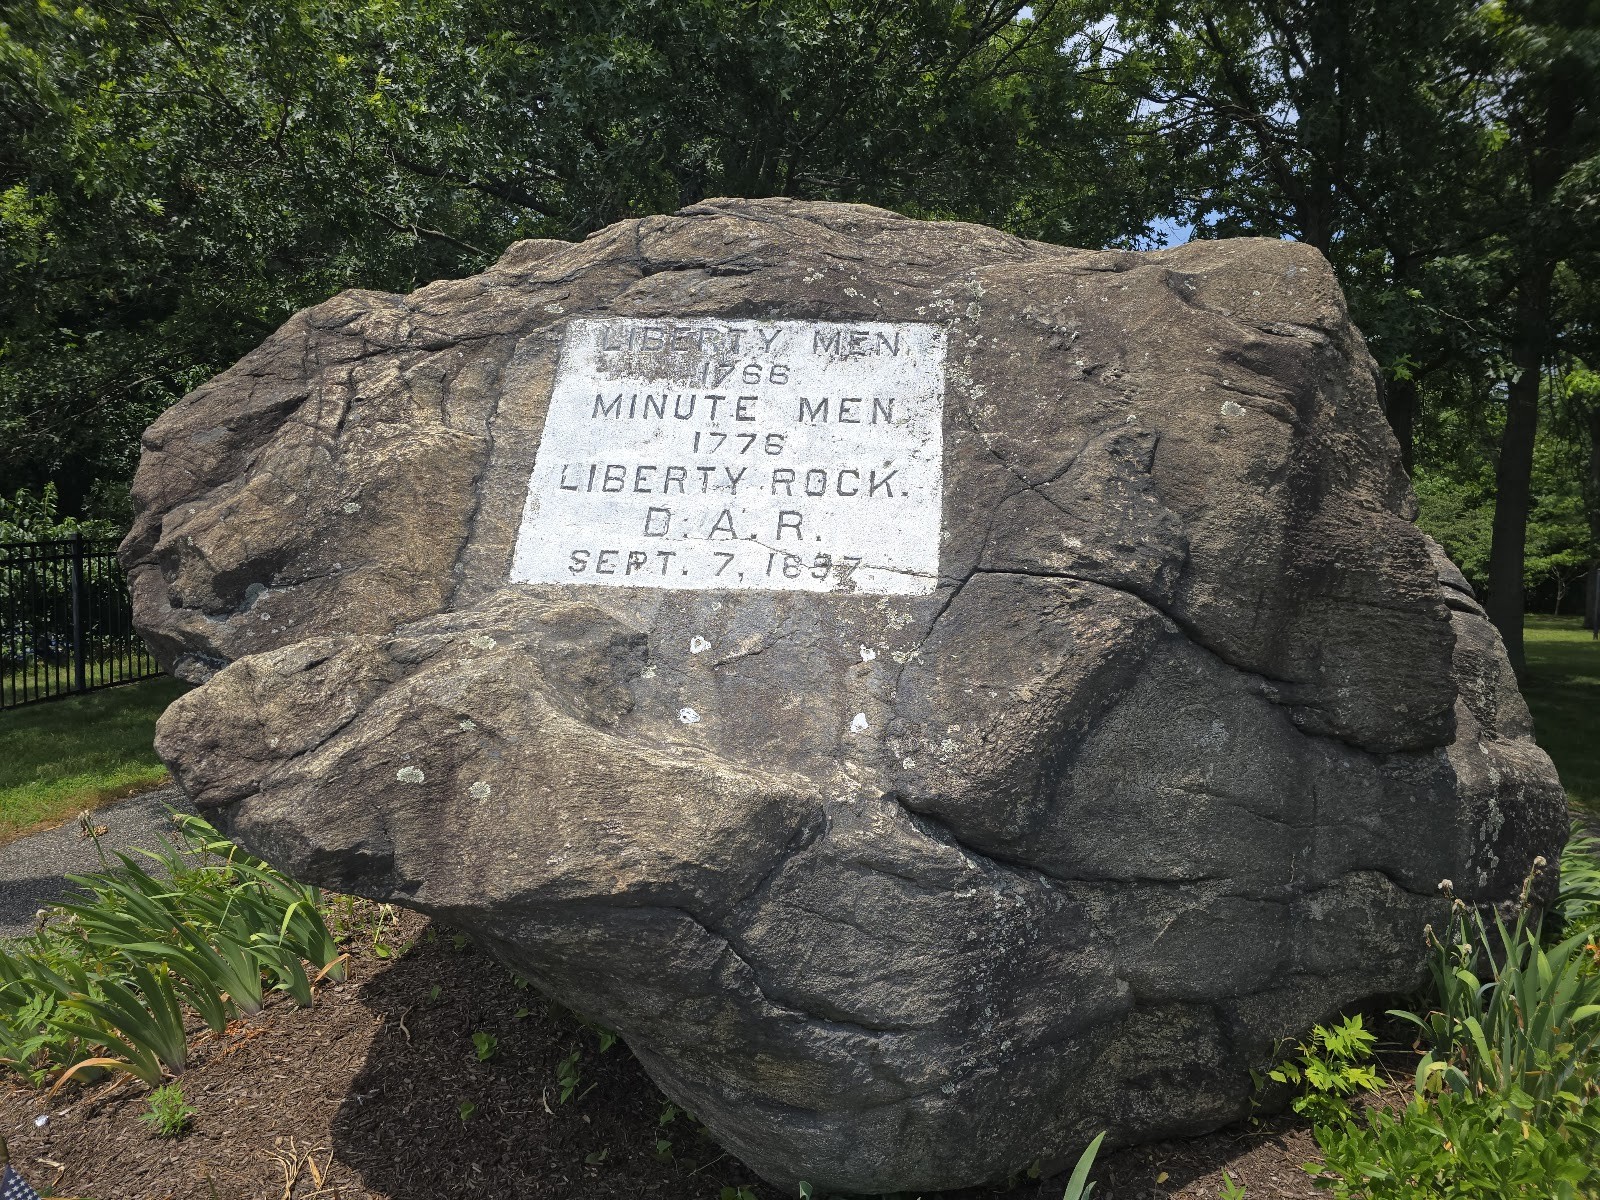 LIBERTY MEN.
1766.
MINUTE MEN
1776
LIBERTY ROCK.
D. A. R.
SEPT. 7, 1897.